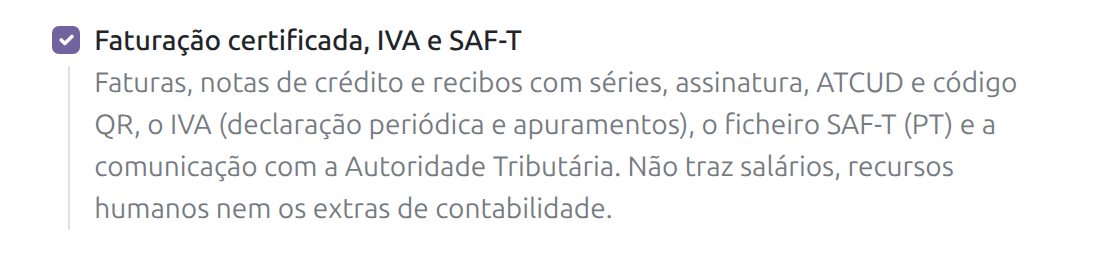 Faturação certificada, IVA e SAF-T
Faturas, notas de crédito e recibos com séries, assinatura, ATCUD e código
QR, o IVA (declaração periódica e apuramentos), o ficheiro SAF-T (PT) e a
comunicação com a Autoridade Tributária. Não traz salários, recursos
humanos nem os extras de contabilidade.